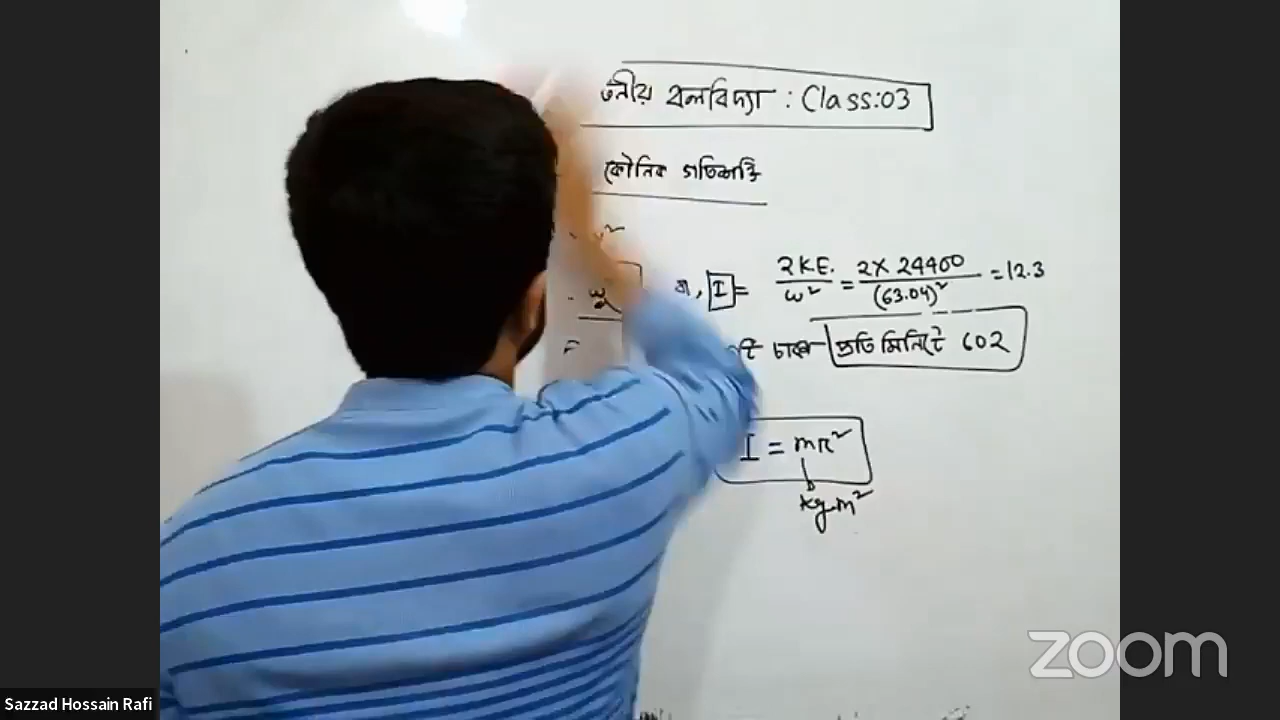 বলবিদ্যা : Class:03
কৌনিক গতিশক্তি
বা, I = 2KE. / ω² = 2 X 24400 / (63.04)² = 12.3
চাকা প্রতি মিনিটে 602
I = mr²
kg.m²
zoom
Sazzad Hossain Rafi